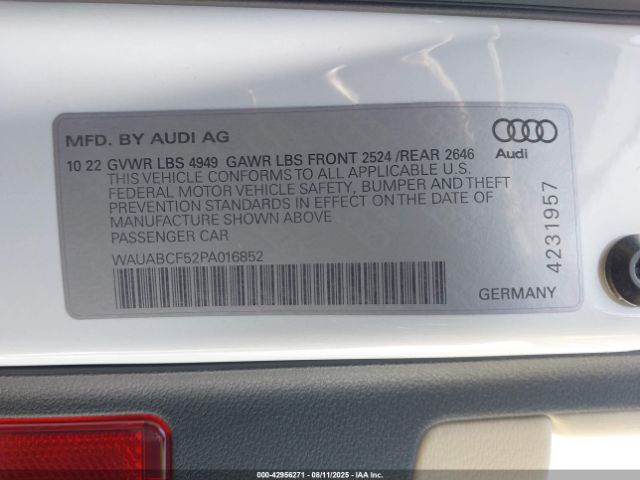 MFD. BY AUDI AG
10 22 GVWR LBS 4949 GAWR LBS FRONT 2524 /REAR 2646
THIS VEHICLE CONFORMS TO ALL APPLICABLE U.S.
FEDERAL MOTOR VEHICLE SAFETY, BUMPER AND THEFT
PREVENTION STANDARDS IN EFFECT ON THE DATE OF
MANUFACTURE SHOWN ABOVE
PASSENGER CAR
WAUABCF52PA016852
Audi
4231957
GERMANY
000-42956271 - 08/11/2025 - IAAI.COM